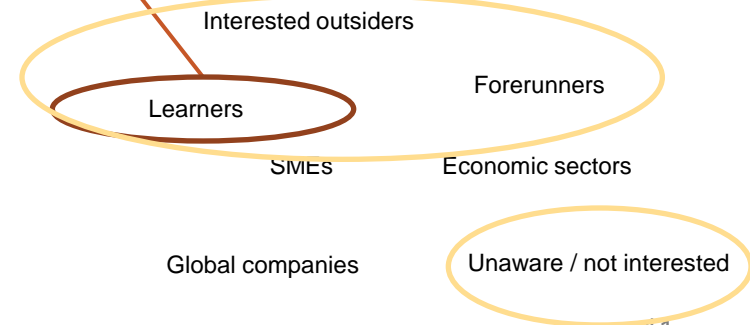 Interested outsiders
Forerunners
Learners
SMEs
Economic sectors
Global companies
Unaware / not interested